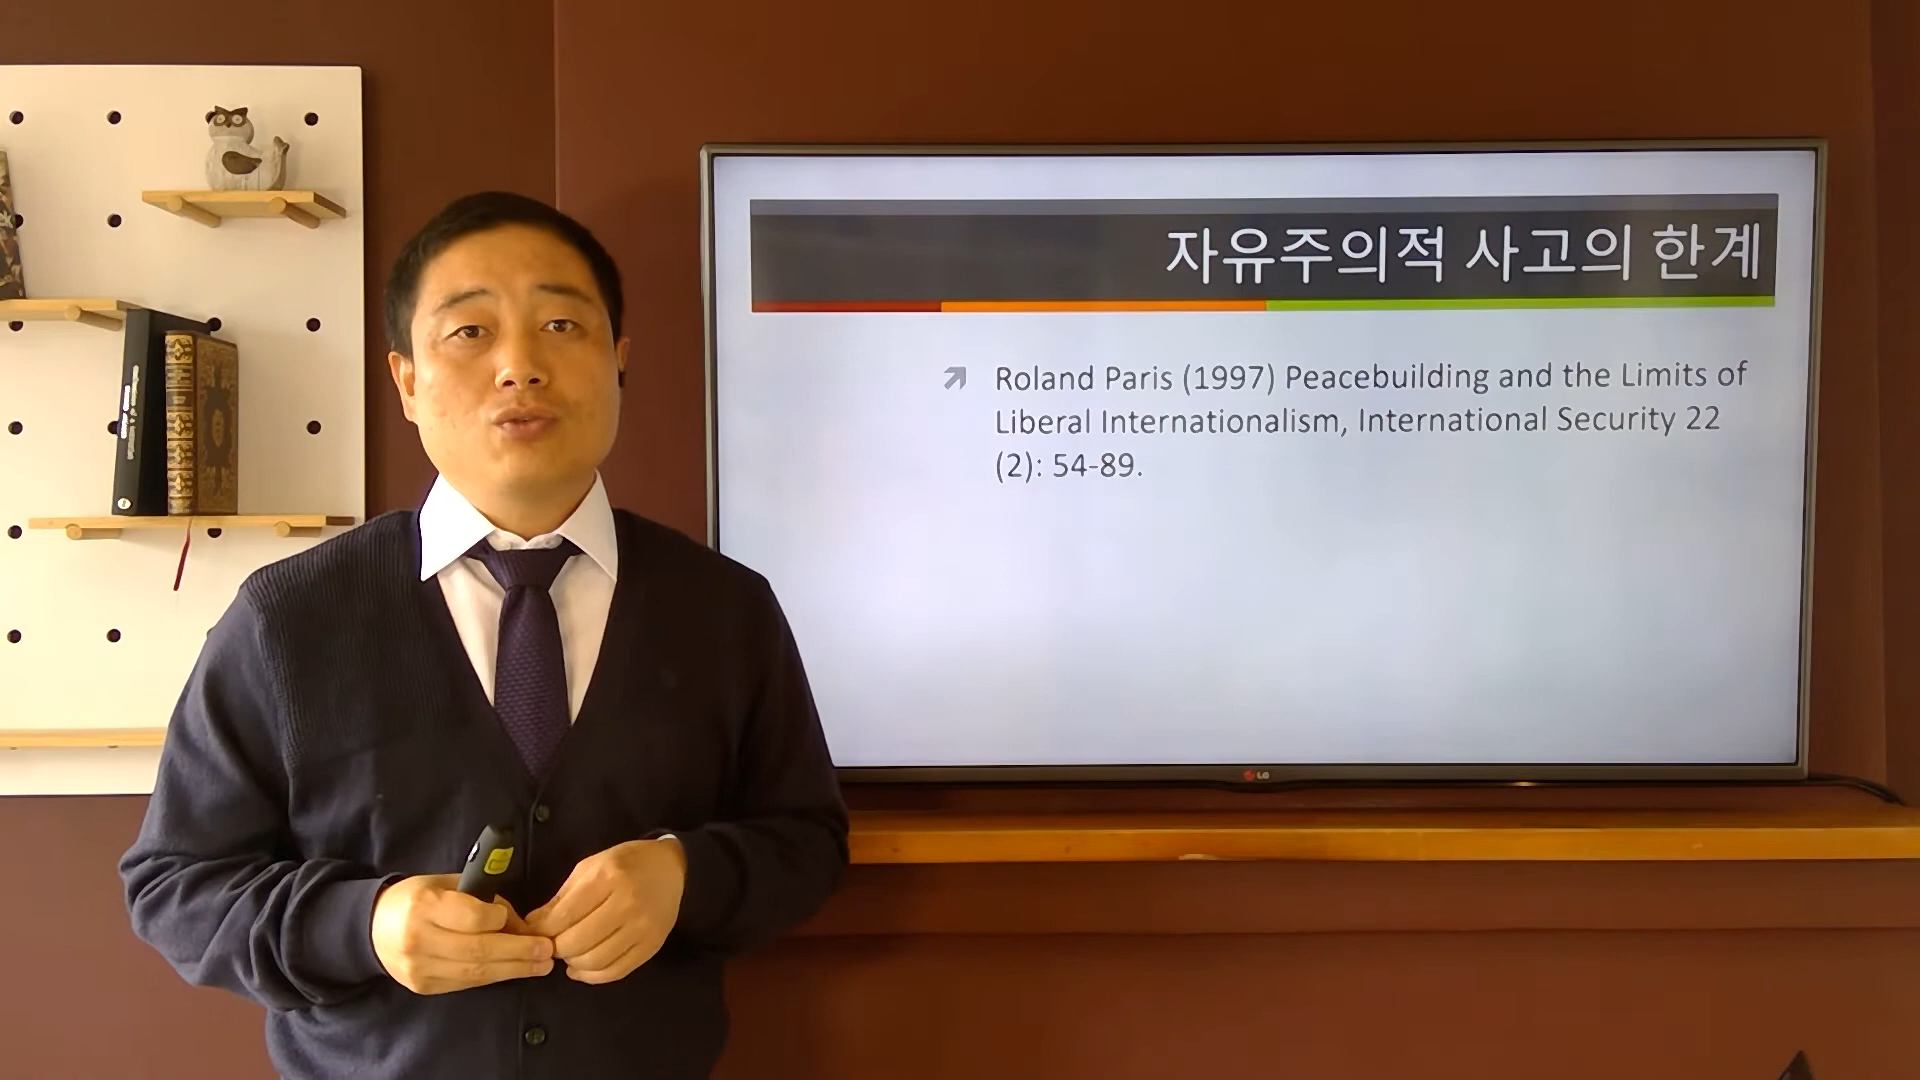 자유주의적 사고의 한계
Roland Paris (1997) Peacebuilding and the Limits of
Liberal Internationalism, International Security 22
(2): 54-89.
LG